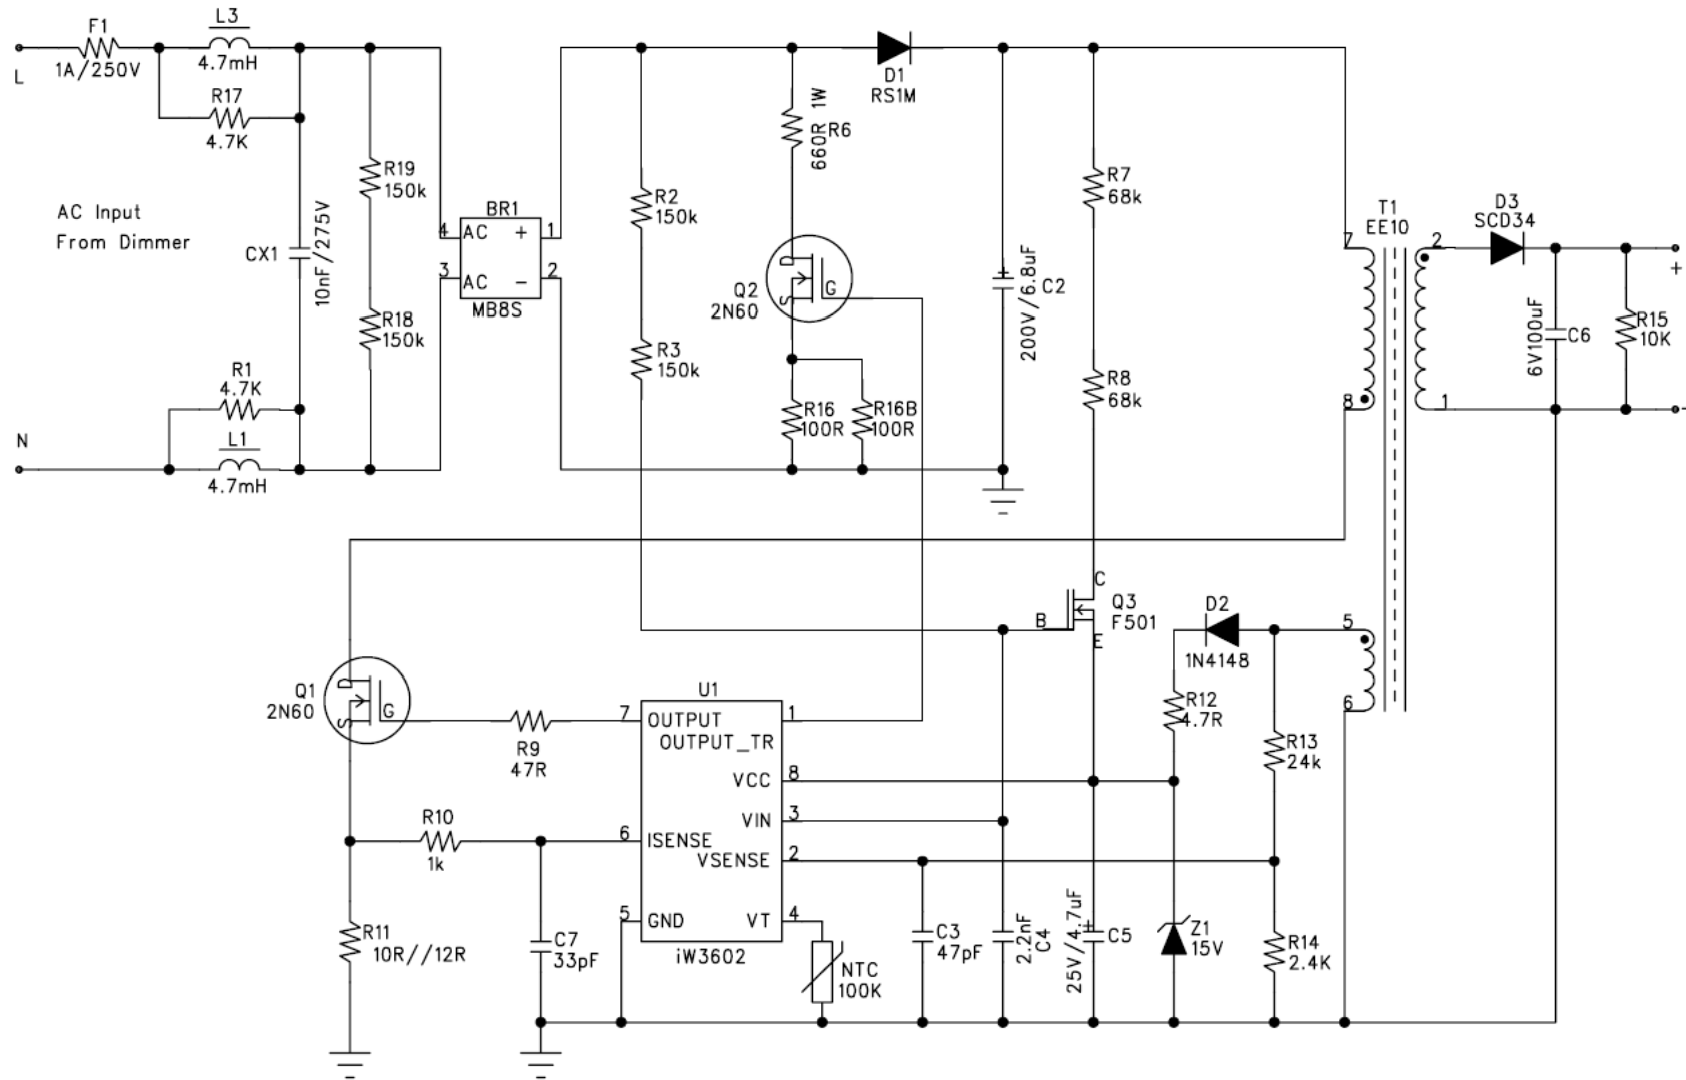 F1
1A/250V
L
L3
4.7mH
R17
4.7K
AC Input
From Dimmer
CX1
10nF/275V
R19
150k
R18
150k
R1
4.7K
N
L1
4.7mH
BR1
4
AC
+
1
3
AC
-
2
MB8S
R2
150k
R3
150k
R6
660R 1W
Q2
2N60
D
S
G
R16
100R
R16B
100R
D1
RS1M
200V/6.8uF
+
C2
R7
68k
R8
68k
T1
EE10
7
8
2
1
5
6
D3
SCD34
6V100uF
C6
R15
10K
+
-
C
B
E
Q3
F501
D2
1N4148
R12
4.7R
R13
24k
R14
2.4K
Z1
15V
Q1
2N60
D
S
G
R9
47R
R10
1k
R11
10R//12R
C7
33pF
U1
7
OUTPUT
1
OUTPUT_TR
VCC
8
VIN
3
6
ISENSE
VSENSE
2
5
GND
VT
4
iW3602
NTC
100K
C3
47pF
2.2nF
C4
25V/4.7uF
+
C5